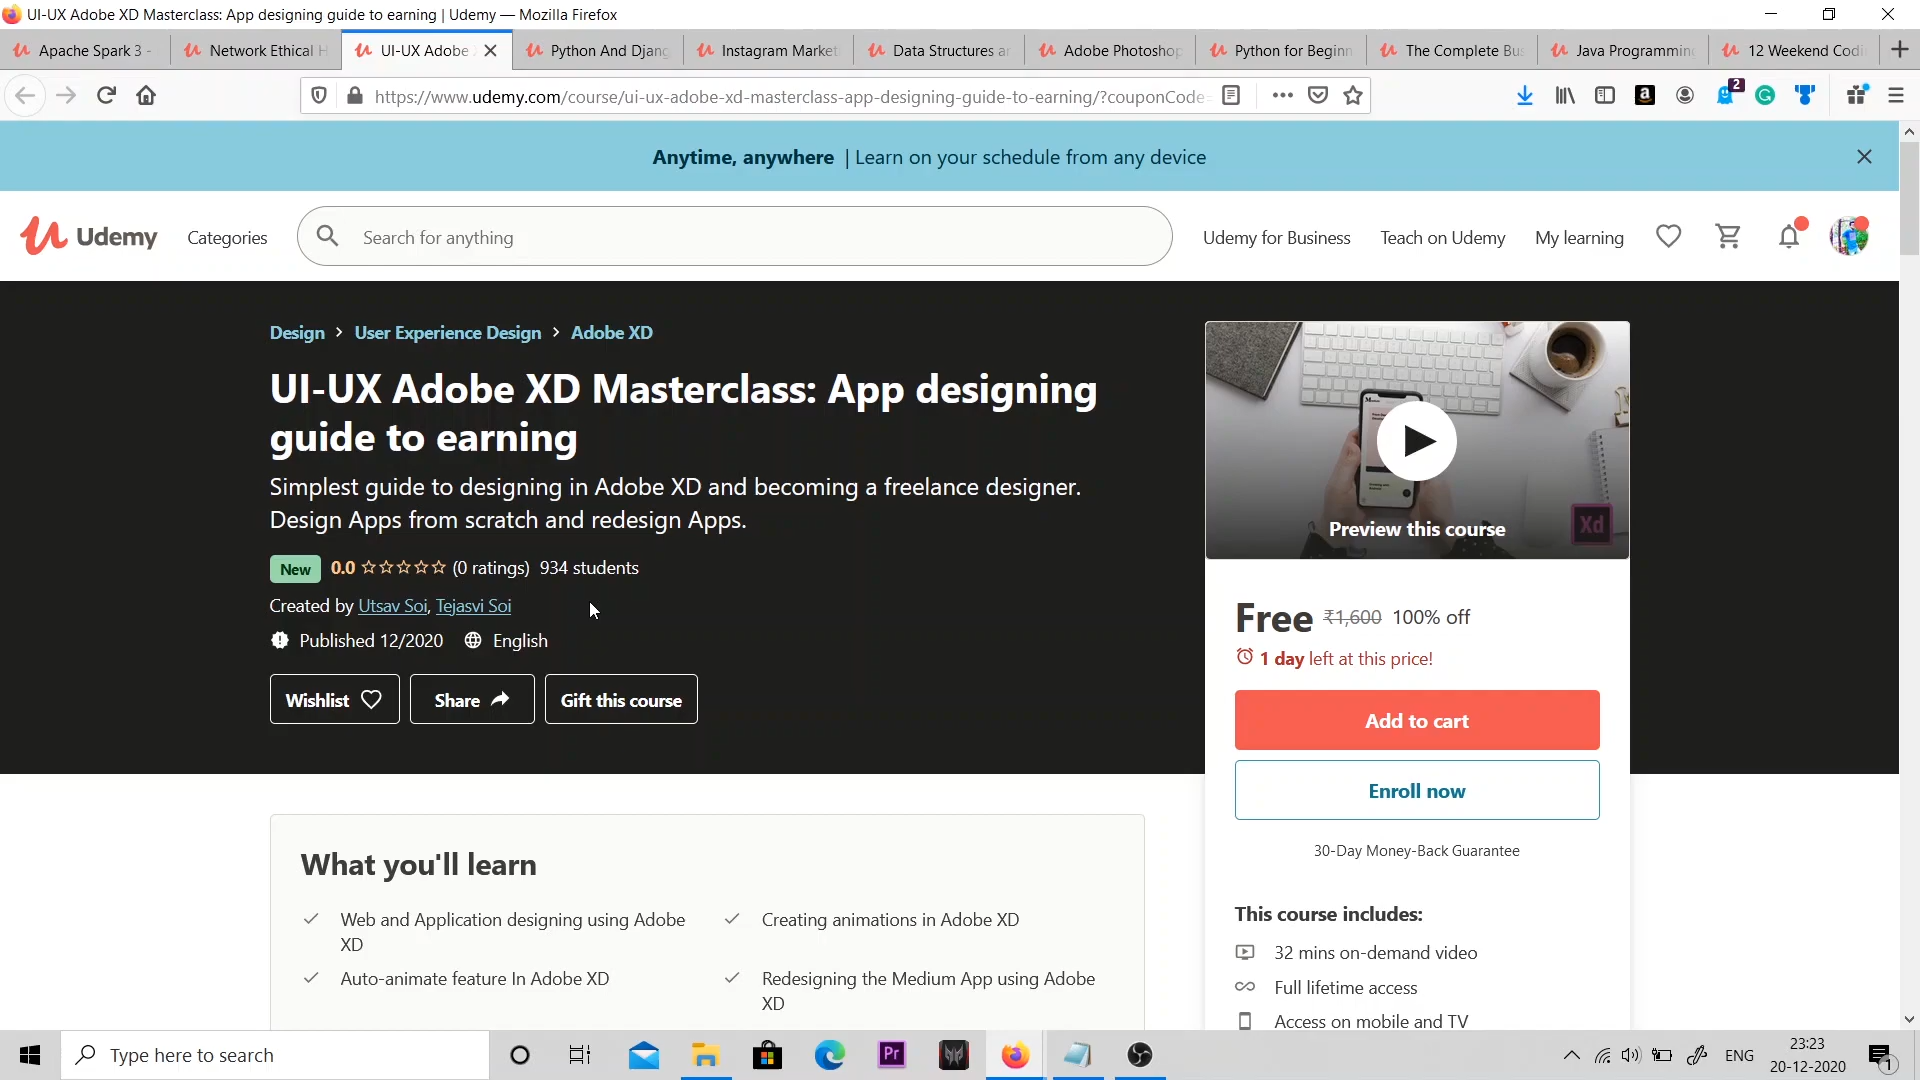 UI-UX Adobe XD Masterclass: App designing guide to earning | Udemy — Mozilla Firefox
Apache Spark 3 -
Network Ethical H
UI-UX Adobe
Python And Djang
Instagram Market
Data Structures a
Adobe Photoshop
Python for Beginn
The Complete Bus
Java Programming
12 Weekend Codi
https://www.udemy.com/course/ui-ux-adobe-xd-masterclass-app-designing-guide-to-earning/?couponCode=
2
Anytime, anywhere | Learn on your schedule from any device
Udemy
Categories
Search for anything
Udemy for Business
Teach on Udemy
My learning
Design > User Experience Design > Adobe XD
UI-UX Adobe XD Masterclass: App designing
guide to earning
Simplest guide to designing in Adobe XD and becoming a freelance designer.
Design Apps from scratch and redesign Apps.
New 0.0 (0 ratings) 934 students
Created by Utsav Soi, Tejasvi Soi
Published 12/2020 English
Wishlist
Share
Gift this course
Xd
Preview this course
Free ₹1,600 100% off
1 day left at this price!
Add to cart
Enroll now
30-Day Money-Back Guarantee
This course includes:
32 mins on-demand video
Full lifetime access
Access on mobile and TV
What you'll learn
Web and Application designing using Adobe
XD
Auto-animate feature In Adobe XD
Creating animations in Adobe XD
Redesigning the Medium App using Adobe
XD
Type here to search
Pr
ENG
23:23
20-12-2020
1